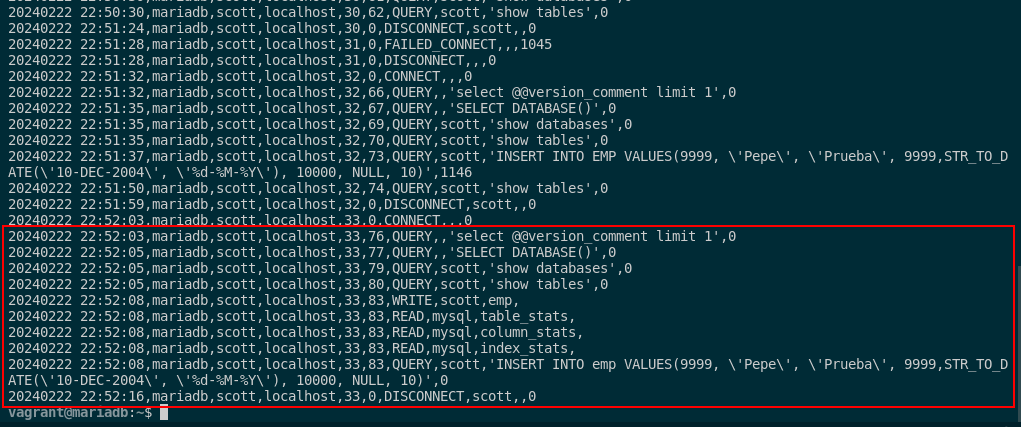 20240222 22:50:30,mariadb,scott,localhost,30,62,QUERY,scott,'show tables',0
20240222 22:51:24,mariadb,scott,localhost,30,0,DISCONNECT,scott,,0
20240222 22:51:28,mariadb,scott,localhost,31,0,FAILED_CONNECT,,,1045
20240222 22:51:28,mariadb,scott,localhost,31,0,DISCONNECT,,,0
20240222 22:51:32,mariadb,scott,localhost,32,0,CONNECT,,,0
20240222 22:51:32,mariadb,scott,localhost,32,66,QUERY,,'select @@version_comment limit 1',0
20240222 22:51:35,mariadb,scott,localhost,32,67,QUERY,,'SELECT DATABASE()',0
20240222 22:51:35,mariadb,scott,localhost,32,69,QUERY,scott,'show databases',0
20240222 22:51:35,mariadb,scott,localhost,32,70,QUERY,scott,'show tables',0
20240222 22:51:37,mariadb,scott,localhost,32,73,QUERY,scott,'INSERT INTO EMP VALUES(9999, \'Pepe\', \'Prueba\', 9999,STR_TO_D
ATE(\'10-DEC-2004\', \'%d-%M-%Y\'), 10000, NULL, 10)',1146
20240222 22:51:50,mariadb,scott,localhost,32,74,QUERY,scott,'show tables',0
20240222 22:51:59,mariadb,scott,localhost,32,0,DISCONNECT,scott,,0
20240222 22:52:03,mariadb,scott,localhost,33,0,CONNECT,,,0
20240222 22:52:03,mariadb,scott,localhost,33,76,QUERY,,'select @@version_comment limit 1',0
20240222 22:52:05,mariadb,scott,localhost,33,77,QUERY,,'SELECT DATABASE()',0
20240222 22:52:05,mariadb,scott,localhost,33,79,QUERY,scott,'show databases',0
20240222 22:52:05,mariadb,scott,localhost,33,80,QUERY,scott,'show tables',0
20240222 22:52:08,mariadb,scott,localhost,33,83,WRITE,scott,emp,
20240222 22:52:08,mariadb,scott,localhost,33,83,READ,mysql,table_stats,
20240222 22:52:08,mariadb,scott,localhost,33,83,READ,mysql,column_stats,
20240222 22:52:08,mariadb,scott,localhost,33,83,READ,mysql,index_stats,
20240222 22:52:08,mariadb,scott,localhost,33,83,QUERY,scott,'INSERT INTO emp VALUES(9999, \'Pepe\', \'Prueba\', 9999,STR_TO_D
ATE(\'10-DEC-2004\', \'%d-%M-%Y\'), 10000, NULL, 10)',0
20240222 22:52:16,mariadb,scott,localhost,33,0,DISCONNECT,scott,,0
vagrant@mariadb:~$